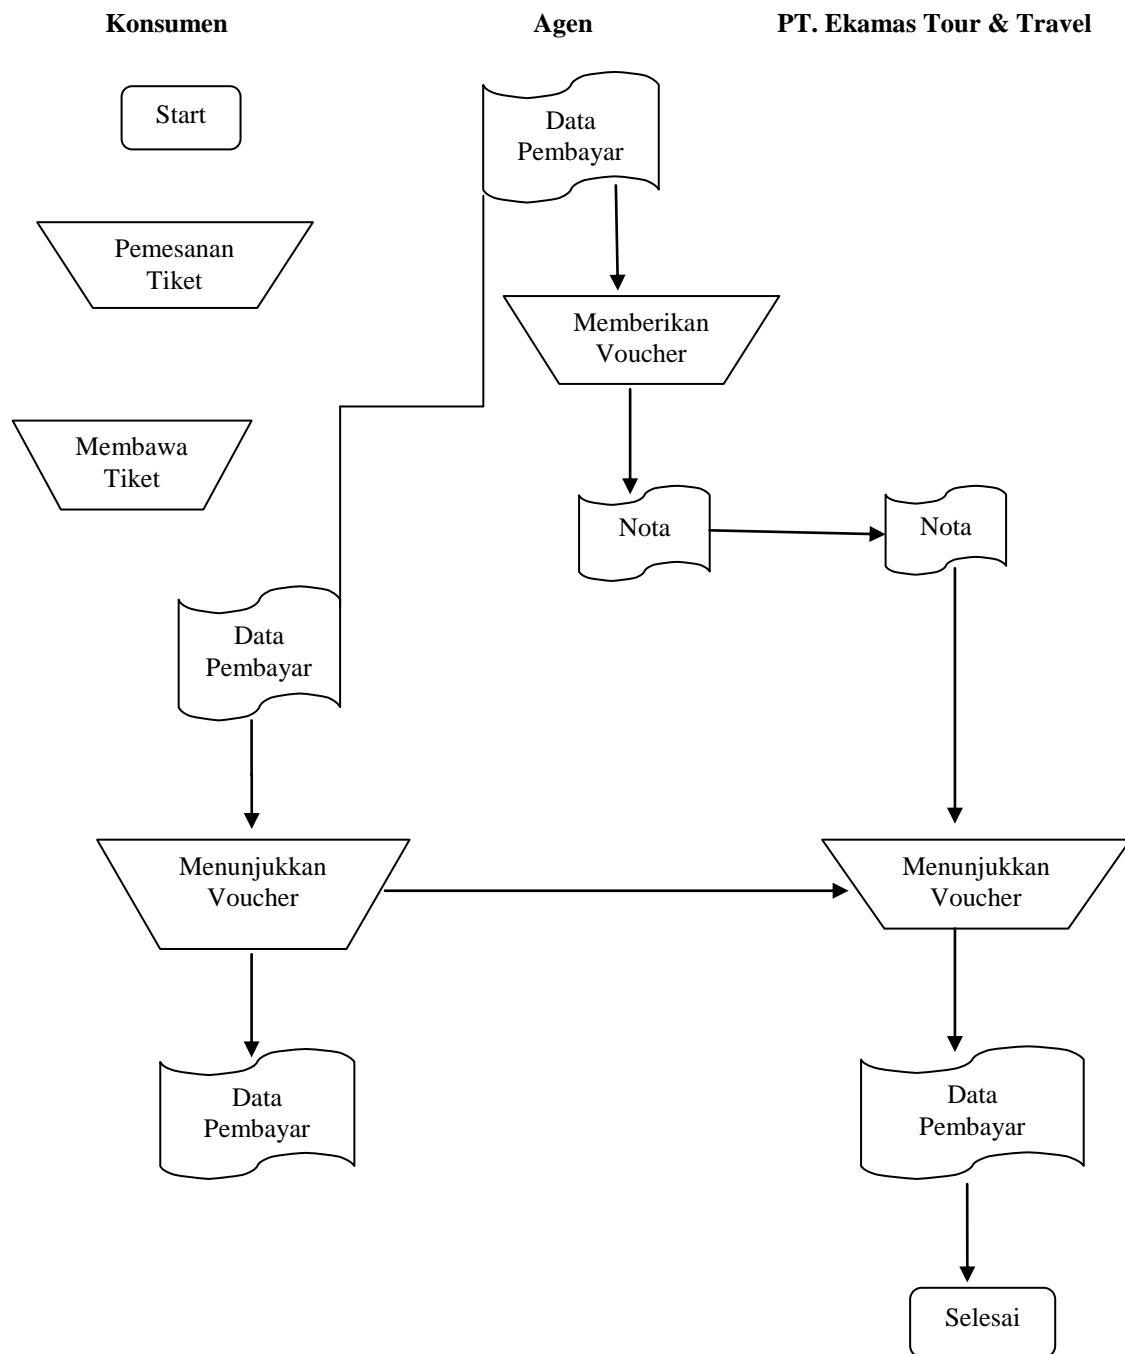 Konsumen
Agen
PT. Ekamas Tour & Travel
Start
Data
Pembayar
Pemesanan
Tiket
Memberikan
Voucher
Membawa
Tiket
Nota
Nota
Data
Pembayar
Menunjukkan
Voucher
Menunjukkan
Voucher
Data
Pembayar
Data
Pembayar
Selesai